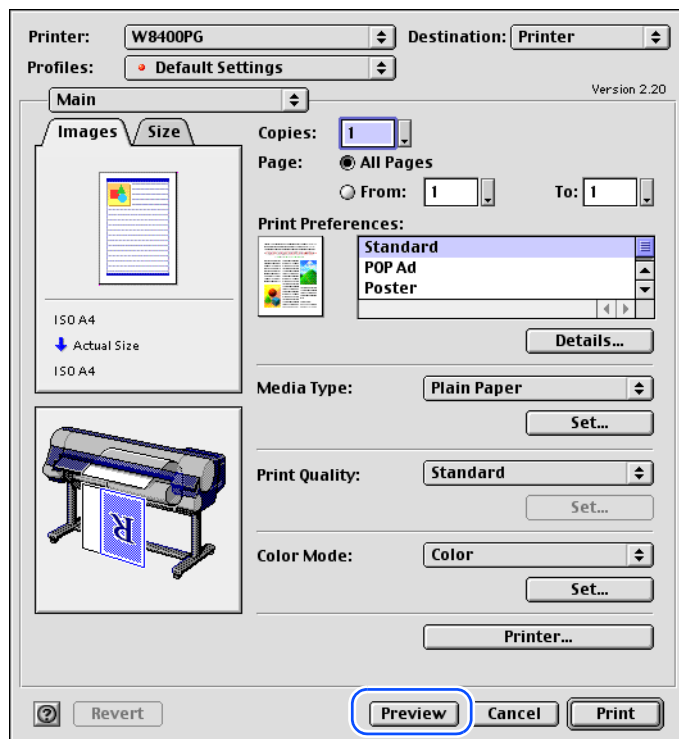 Printer: W8400PG Destination: Printer
Profiles: Default Settings
Version 2.20
Main
Images Size
Copies: 1
Page: All Pages
From: 1 To: 1
Print Preferences:
Standard
POP Ad
Poster
ISO A4
Actual Size
ISO A4
Details...
Media Type: Plain Paper
Set...
Print Quality: Standard
Set...
R
Color Mode: Color
Set...
Printer...
? Revert Preview Cancel Print